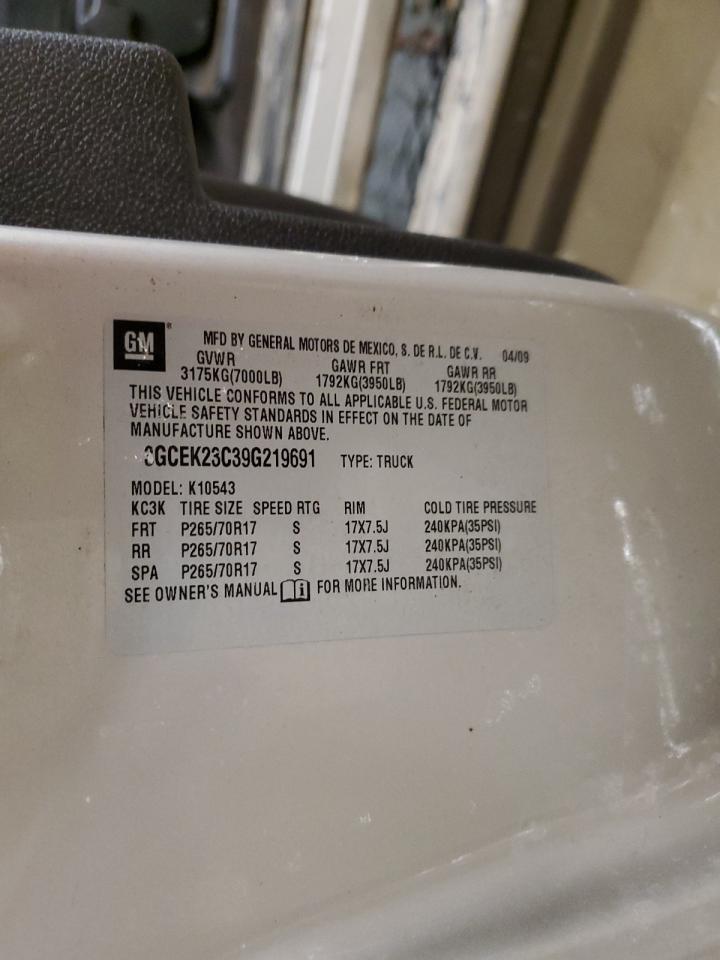 GM®
MFD BY GENERAL MOTORS DE MEXICO, S. DE R.L. DE C.V. 04/09
GVWR GAWR FRT GAWR RR
3175KG(7000LB) 1792KG(3950LB) 1792KG(3950LB)
THIS VEHICLE CONFORMS TO ALL APPLICABLE U.S. FEDERAL MOTOR
VEHICLE SAFETY STANDARDS IN EFFECT ON THE DATE OF
MANUFACTURE SHOWN ABOVE.
3GCEK23C39G219691 TYPE: TRUCK
MODEL: K10543
KC3K TIRE SIZE SPEED RTG RIM COLD TIRE PRESSURE
FRT P265/70R17 S 17X7.5J 240KPA(35PSI)
RR P265/70R17 S 17X7.5J 240KPA(35PSI)
SPA P265/70R17 S 17X7.5J 240KPA(35PSI)
SEE OWNER'S MANUAL i FOR MORE INFORMATION.